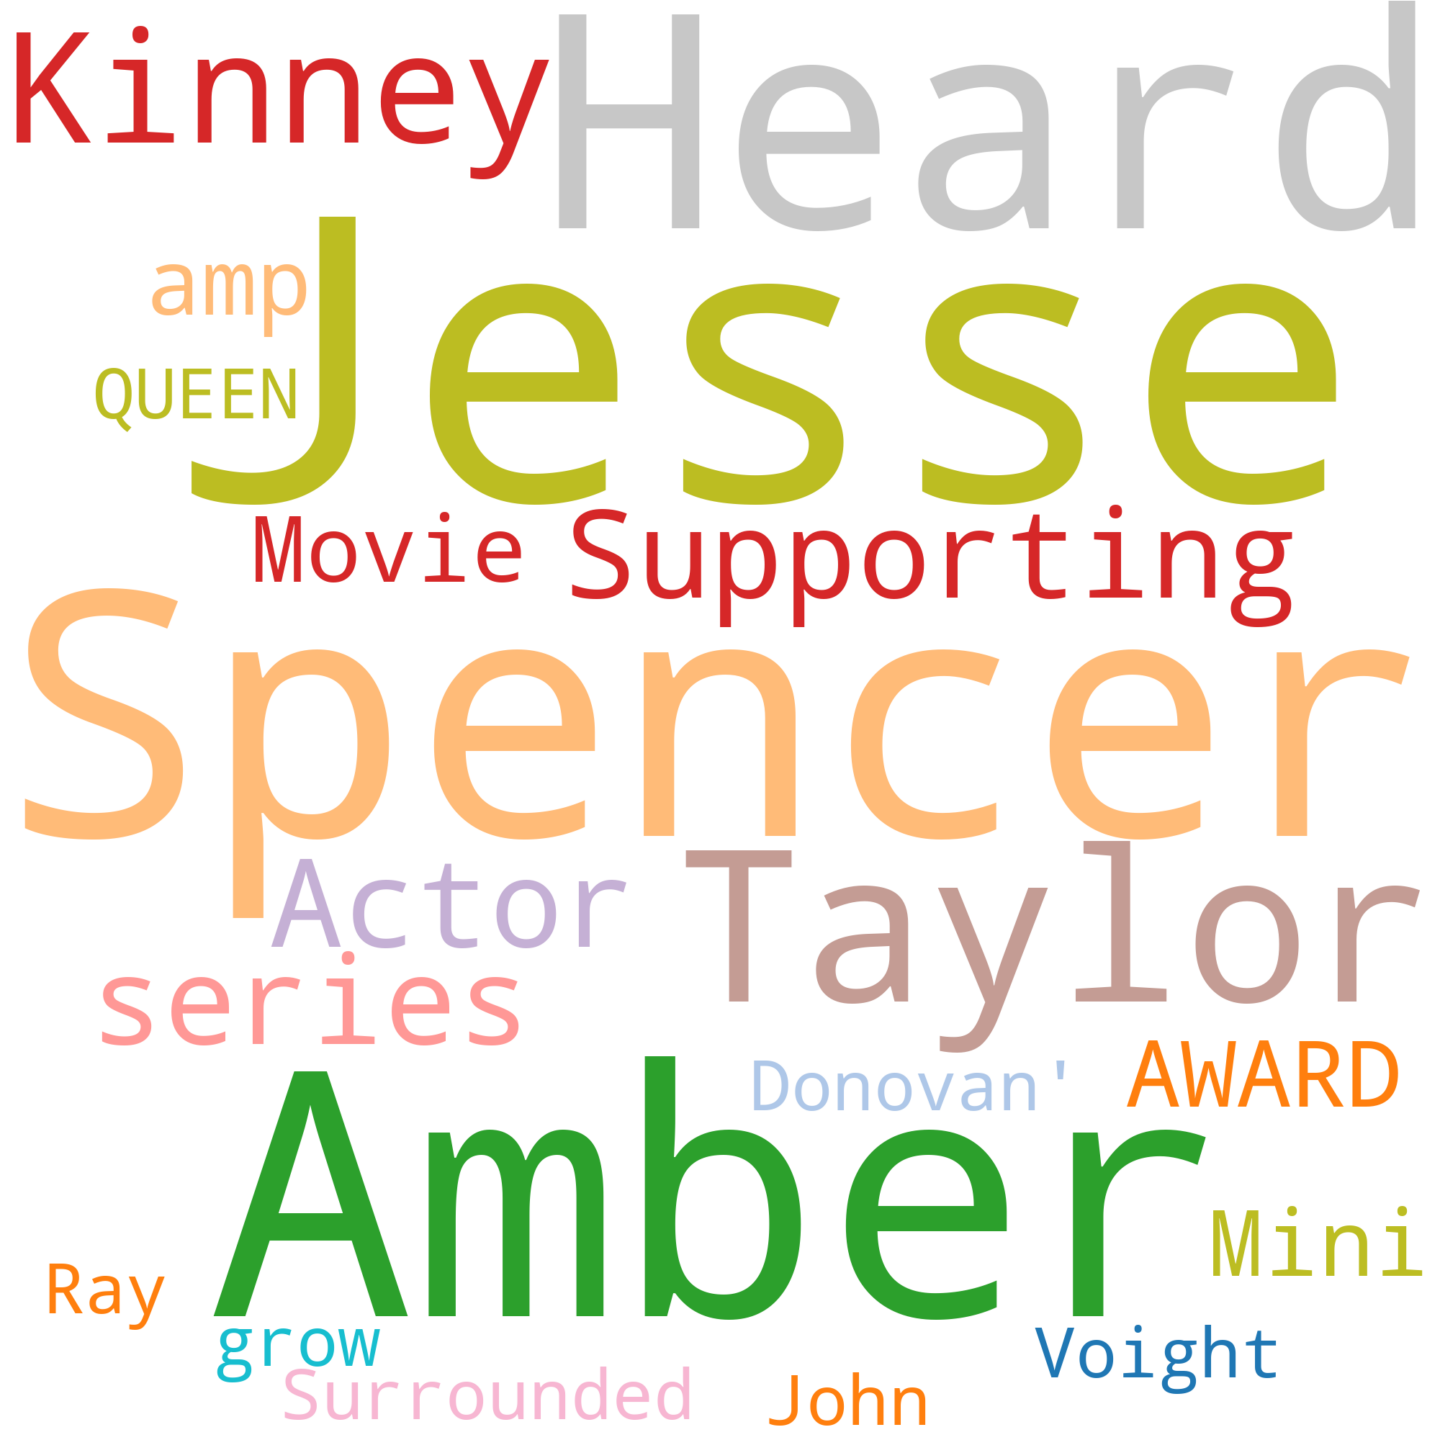 Kinney Heard
amp
Jesse
QUEEN
Movie Supporting
Spencer
Actor Taylor
series
Donovan' AWARD
Amber
Mini
Ray
grow
Voight
Surrounded
John